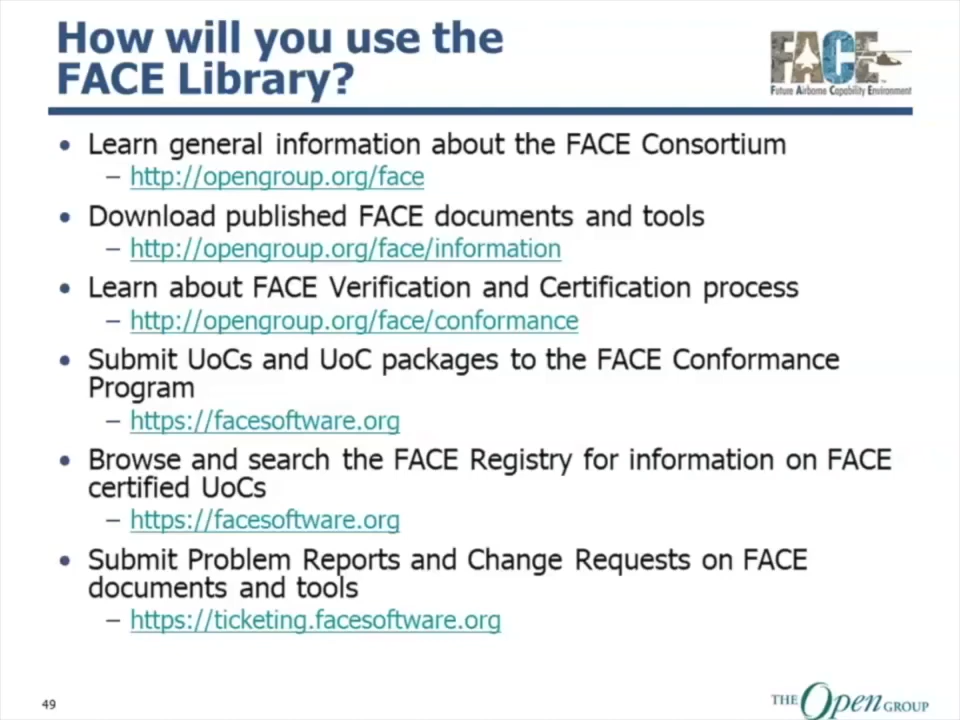 How will you use the
FACE Library?
FACE
Future Airborne Capability Environment
• Learn general information about the FACE Consortium
– http://opengroup.org/face
• Download published FACE documents and tools
– http://opengroup.org/face/information
• Learn about FACE Verification and Certification process
– http://opengroup.org/face/conformance
• Submit UoCs and UoC packages to the FACE Conformance
Program
– https://facesoftware.org
• Browse and search the FACE Registry for information on FACE
certified UoCs
– https://facesoftware.org
• Submit Problem Reports and Change Requests on FACE
documents and tools
– https://ticketing.facesoftware.org
49
THE Open GROUP